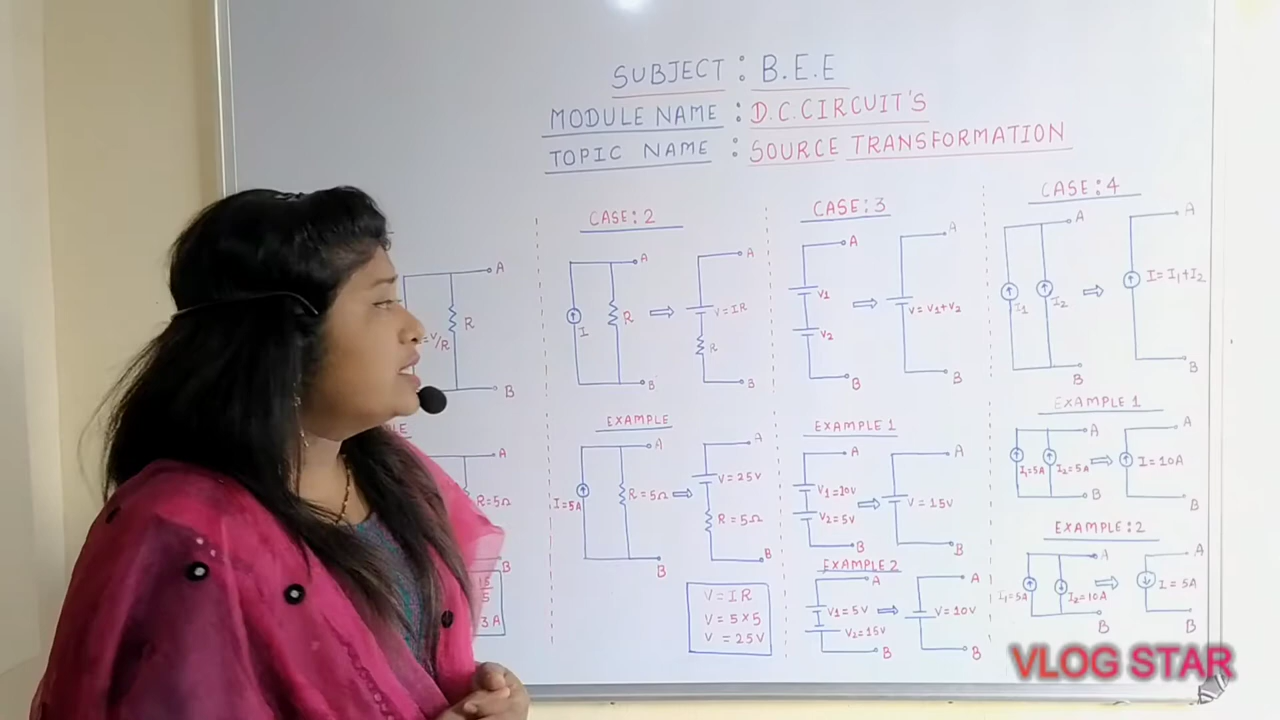 SUBJECT : B.E.E
MODULE NAME : D.C.CIRCUIT'S
TOPIC NAME : SOURCE TRANSFORMATION
A
R
=V/R
B
A
R=5Ω
B
15
5
3A
CASE:2
A
I
R
B
A
V=IR
R
B
EXAMPLE
A
I=5A
R=5Ω
B
A
V=25V
R=5Ω
B
V=IR
V=5×5
V=25V
CASE:3
A
V1
V2
B
A
V=V1+V2
B
EXAMPLE 1
A
V1=10V
V2=5V
B
A
V=15V
B
EXAMPLE 2
A
V1=5V
V2=15V
B
A
V=10V
B
CASE:4
A
I1
I2
B
A
I=I1+I2
B
EXAMPLE 1
A
I1=5A
I2=5A
B
A
I=10A
B
EXAMPLE:2
A
I1=5A
I2=10A
B
A
I=5A
B
VLOG STAR